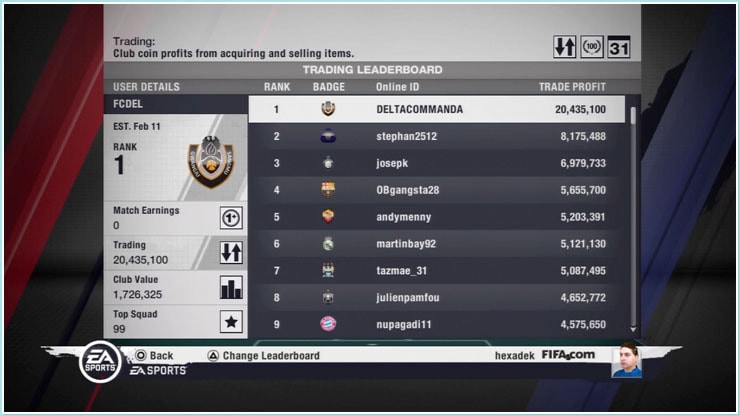 Trading:
Club coin profits from acquiring and selling items.
100
31
TRADING LEADERBOARD
USER DETAILS
RANK BADGE Online ID TRADE PROFIT
FCDEL
EST. Feb 11
RANK
1
Match Earnings
0
1+
Trading
20,435,100
Club Value
1,726,325
Top Squad
99
1 DELTACOMMANDA 20,435,100
2 stephan2512 8,175,488
3 josepk 6,979,733
4 OBgangsta28 5,655,700
5 andymenny 5,203,391
6 martinbay92 5,121,130
7 tazmae_31 5,087,495
8 julienpamfou 4,652,772
9 nupagadi11 4,575,650
EA
SPORTS
Back
Change Leaderboard
hexadek FIFA.com
EA SPORTS